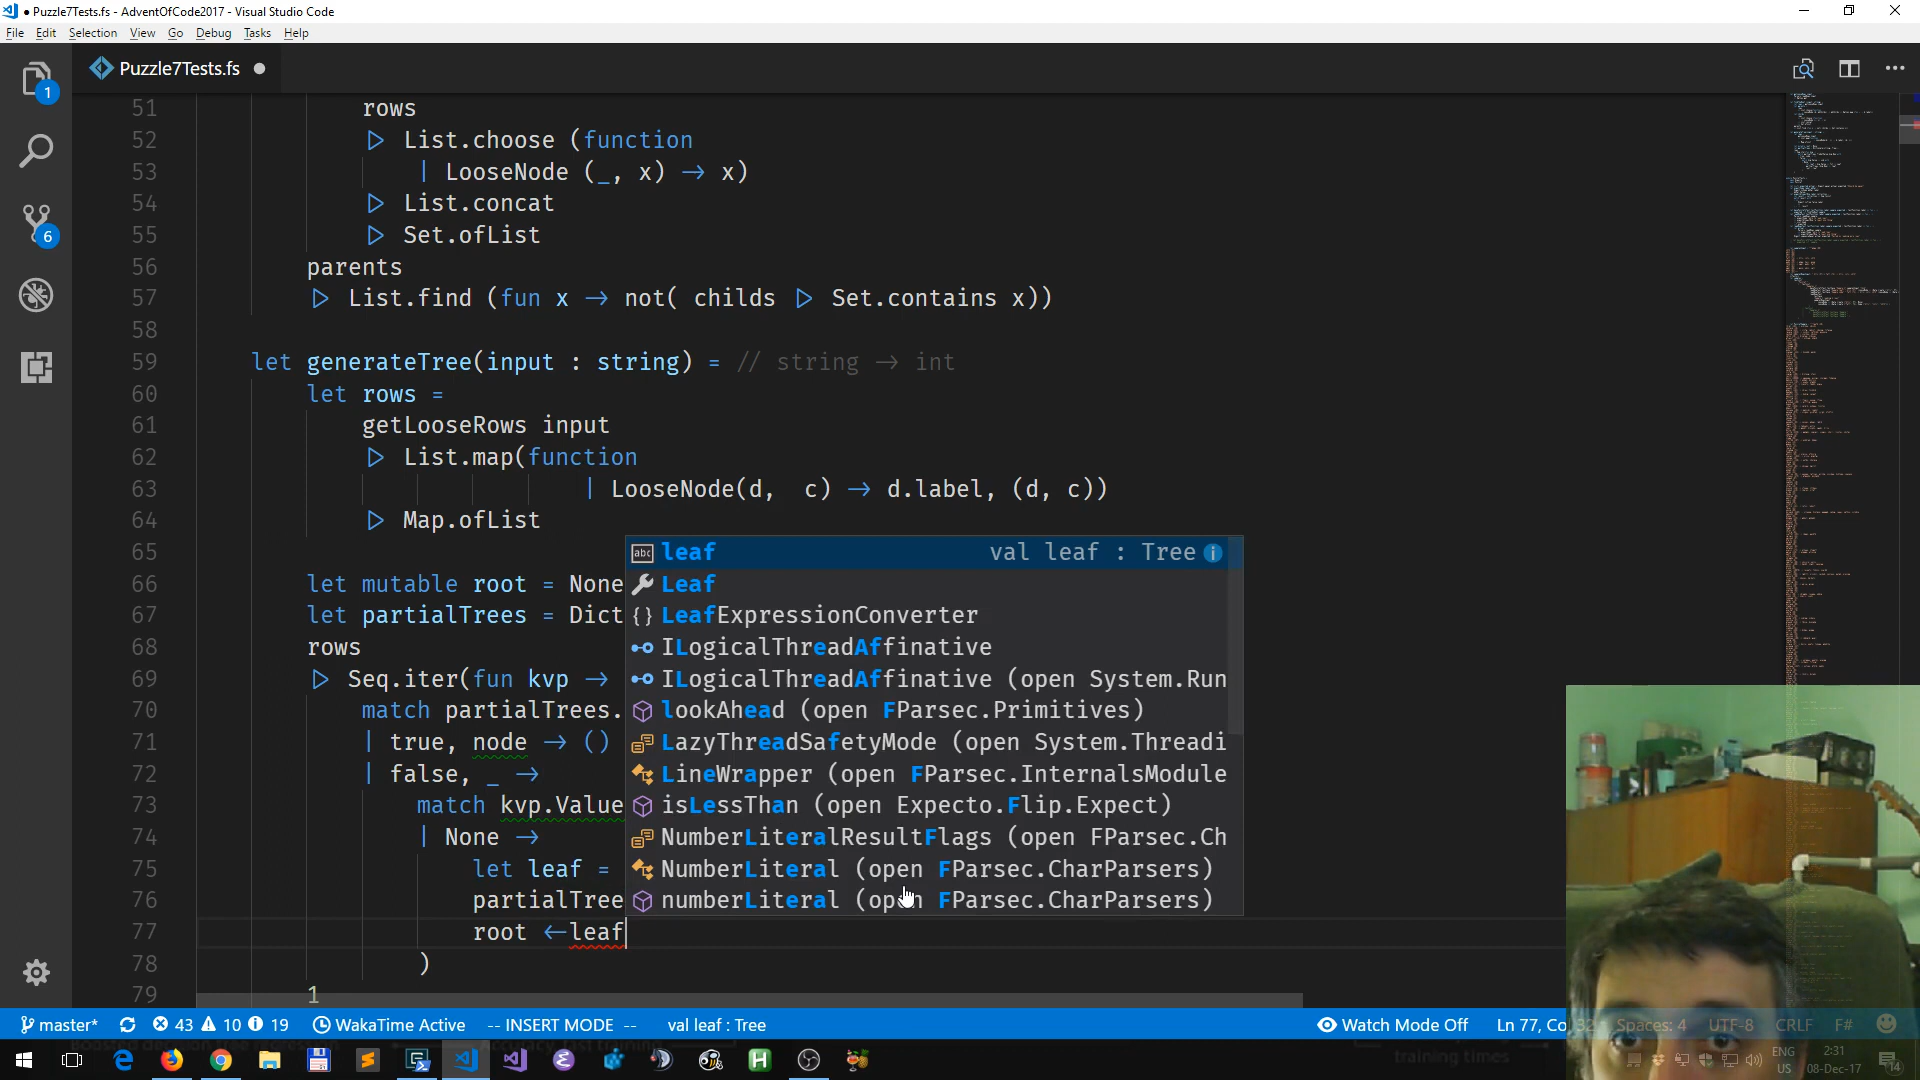 ● Puzzle7Tests.fs - AdventOfCode2017 - Visual Studio Code
File Edit Selection View Go Debug Tasks Help
1
Puzzle7Tests.fs ●
51 rows
52 ▷ List.choose (function
53 | LooseNode (_, x) → x)
54 ▷ List.concat
55 ▷ Set.ofList
56 parents
57 ▷ List.find (fun x → not( childs ▷ Set.contains x))
58
59 let generateTree(input : string) = // string → int
60 let rows =
61 getLooseRows input
62 ▷ List.map(function
63 | LooseNode(d, c) → d.label, (d, c))
64 ▷ Map.ofList
65
66 let mutable root = None
67 let partialTrees = Dict
68 rows
69 ▷ Seq.iter(fun kvp →
70 match partialTrees.
71 | true, node → ()
72 | false, _ →
73 match kvp.Value
74 | None →
75 let leaf =
76 partialTree
77 root ←leaf
78 )
79 1
6
leaf val leaf : Tree
Leaf
LeafExpressionConverter
ILogicalThreadAffinative
ILogicalThreadAffinative (open System.Run
lookAhead (open FParsec.Primitives)
LazyThreadSafetyMode (open System.Threadi
LineWrapper (open FParsec.InternalsModule
isLessThan (open Expecto.Flip.Expect)
NumberLiteralResultFlags (open FParsec.Ch
NumberLiteral (open FParsec.CharParsers)
numberLiteral (open FParsec.CharParsers)
master* 43 10 19 WakaTime Active -- INSERT MODE -- val leaf : Tree Watch Mode Off Ln 77, Co 32 Spaces: 4 UTF-8 CRLF F#
training times
ENG US 2:31 08-Dec-17 14